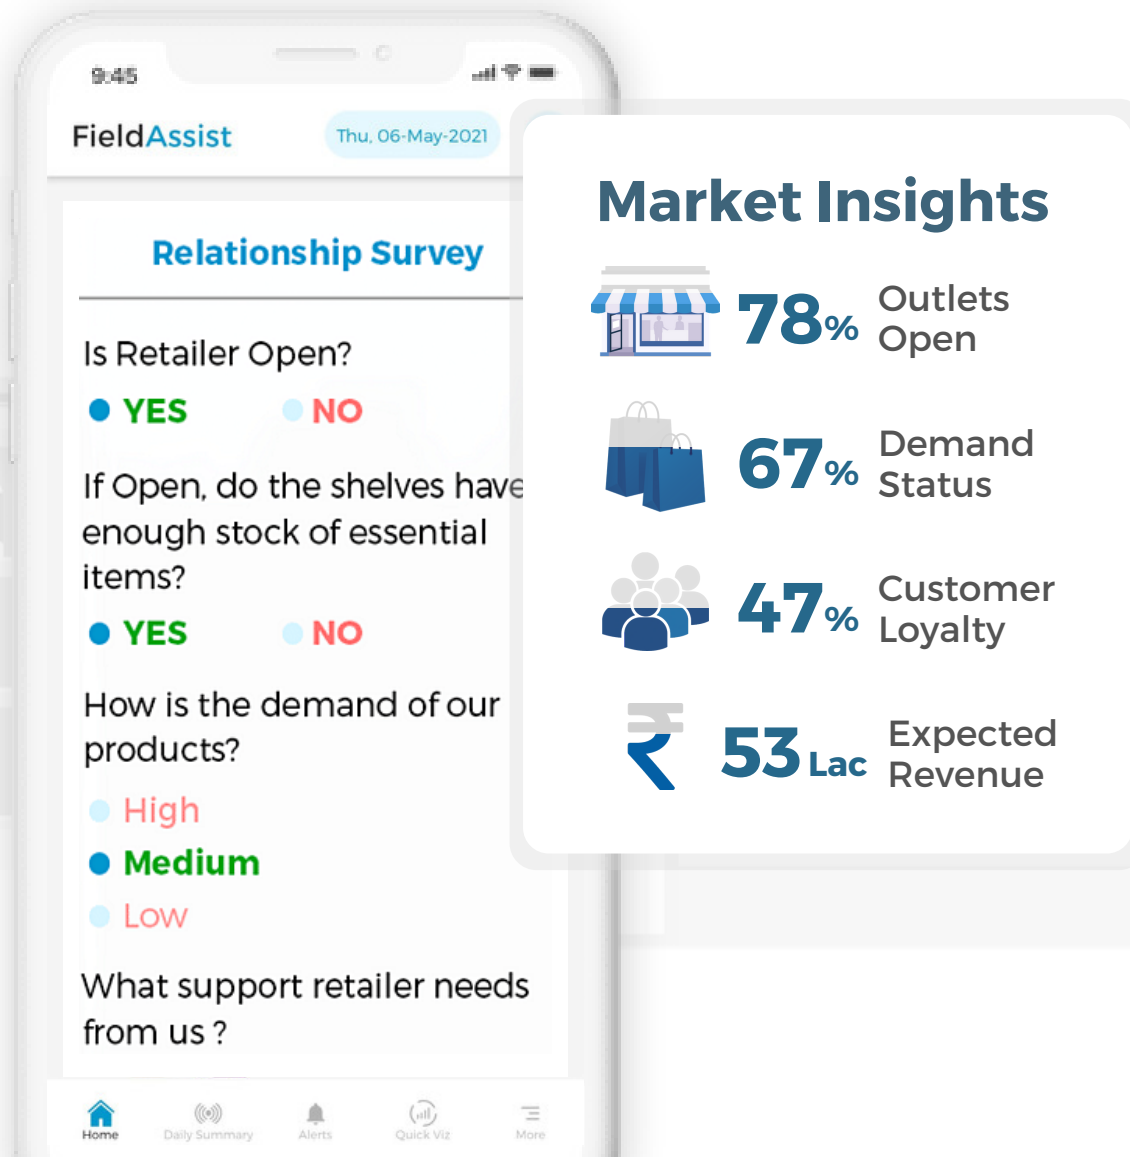 9:45
FieldAssist
Thu, 06-May-2021
Relationship Survey
Is Retailer Open?
YES NO
If Open, do the shelves have
enough stock of essential
items?
YES NO
How is the demand of our
products?
High
Medium
Low
What support retailer needs
from us ?
Home Daily Summary Alerts Quick Viz More
Market Insights
78% Outlets
Open
67% Demand
Status
47% Customer
Loyalty
₹ 53 Lac Expected
Revenue